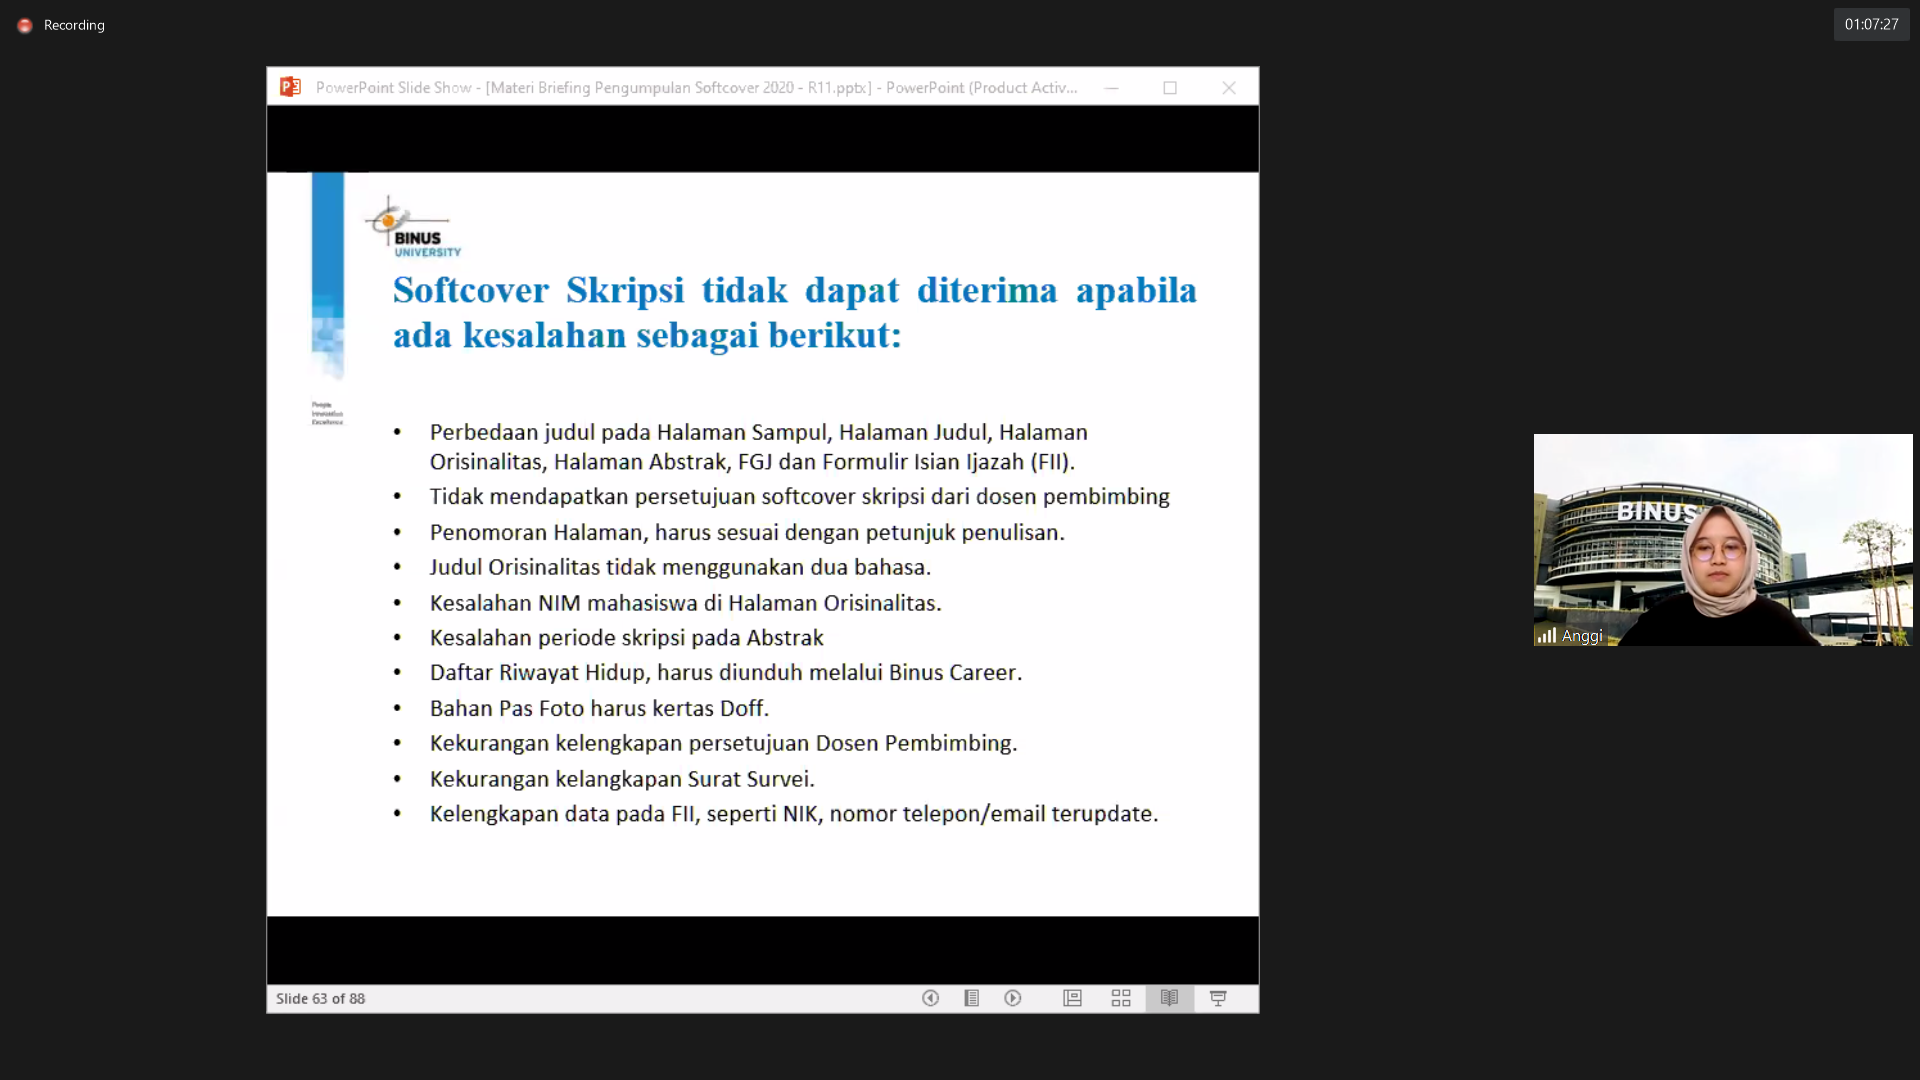 Recording
01:07:27
PowerPoint Slide Show - [Materi Briefing Pengumpulan Softcover 2020 - R11.pptx] - PowerPoint (Product Activ...
BINUS
UNIVERSITY
Softcover Skripsi tidak dapat diterima apabila
ada kesalahan sebagai berikut:
People
Innovation
Excellence
• Perbedaan judul pada Halaman Sampul, Halaman Judul, Halaman
Orisinalitas, Halaman Abstrak, FGJ dan Formulir Isian Ijazah (FII).
• Tidak mendapatkan persetujuan softcover skripsi dari dosen pembimbing
• Penomoran Halaman, harus sesuai dengan petunjuk penulisan.
• Judul Orisinalitas tidak menggunakan dua bahasa.
• Kesalahan NIM mahasiswa di Halaman Orisinalitas.
• Kesalahan periode skripsi pada Abstrak
• Daftar Riwayat Hidup, harus diunduh melalui Binus Career.
• Bahan Pas Foto harus kertas Doff.
• Kekurangan kelengkapan persetujuan Dosen Pembimbing.
• Kekurangan kelangkapan Surat Survei.
• Kelengkapan data pada FII, seperti NIK, nomor telepon/email terupdate.
BINUS
Anggi
Slide 63 of 88